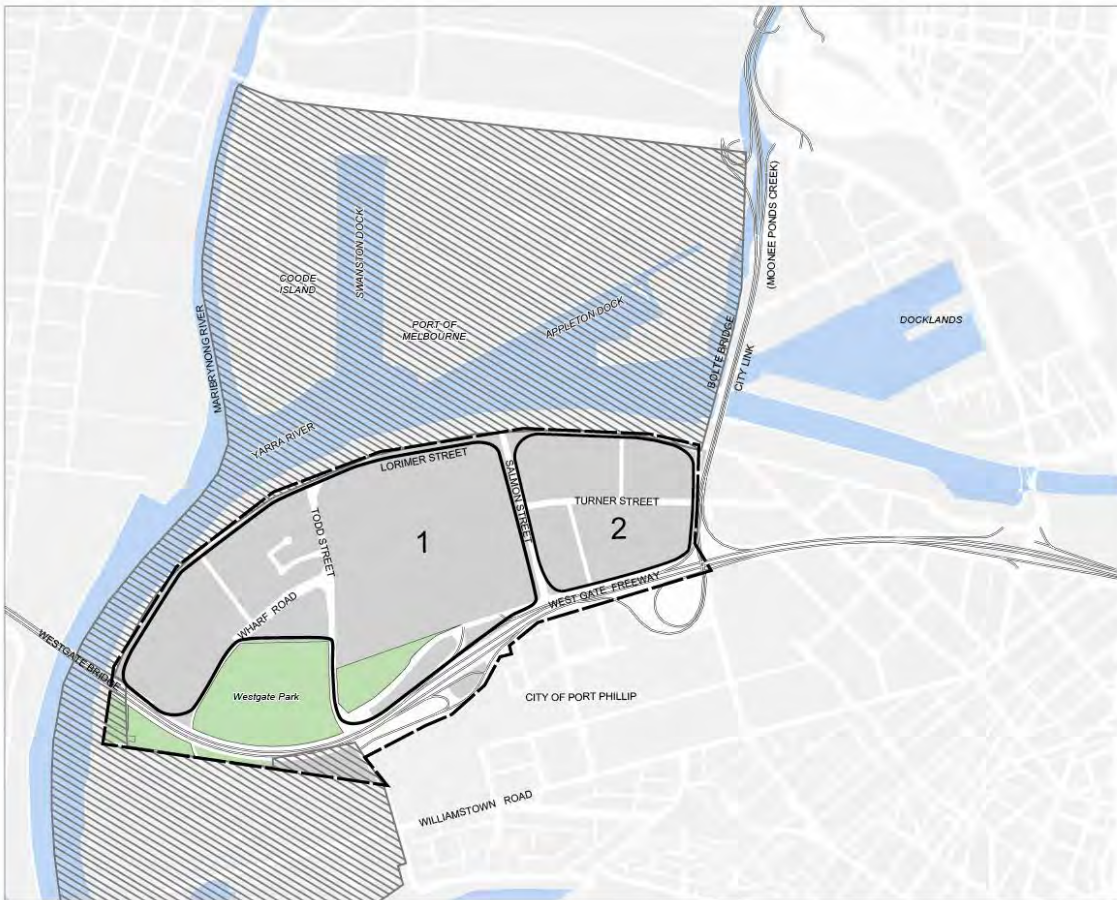 (MOONEE PONDS CREEK)
SWANSTON DOCK
COODE
ISLAND
MARIBRYNONG RIVER
PORT OF
MELBOURNE
APPLETON DOCK
DOCKLANDS
BOLTE BRIDGE
CITY LINK
YARRA RIVER
LORIMER STREET
SALMON STREET
TURNER STREET
TODD STREET
1
2
WEST GATE FREEWAY
WHARF ROAD
WESTGATE BRIDGE
Westgate Park
CITY OF PORT PHILLIP
WILLIAMSTOWN ROAD